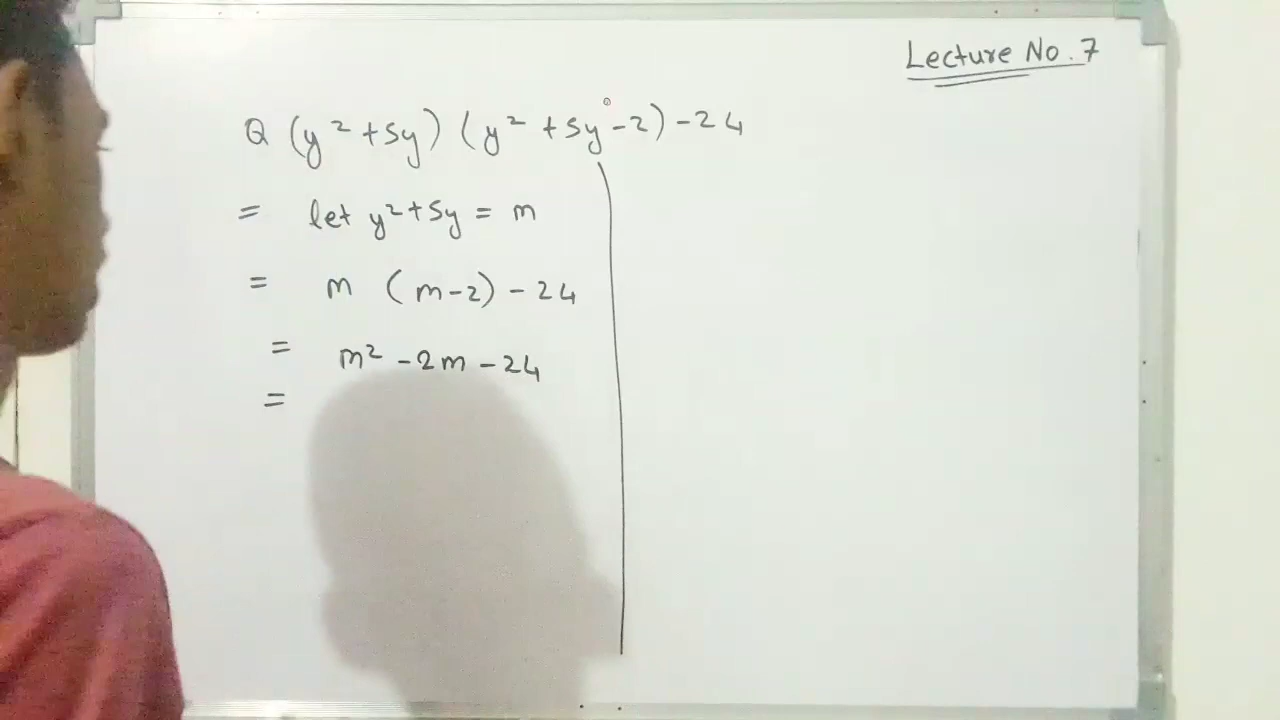 Lecture No. 7
Q (y² + 5y) (y² + 5y - 2) - 24
= let y² + 5y = m
= m (m-2) - 24
= m² - 2m - 24
=